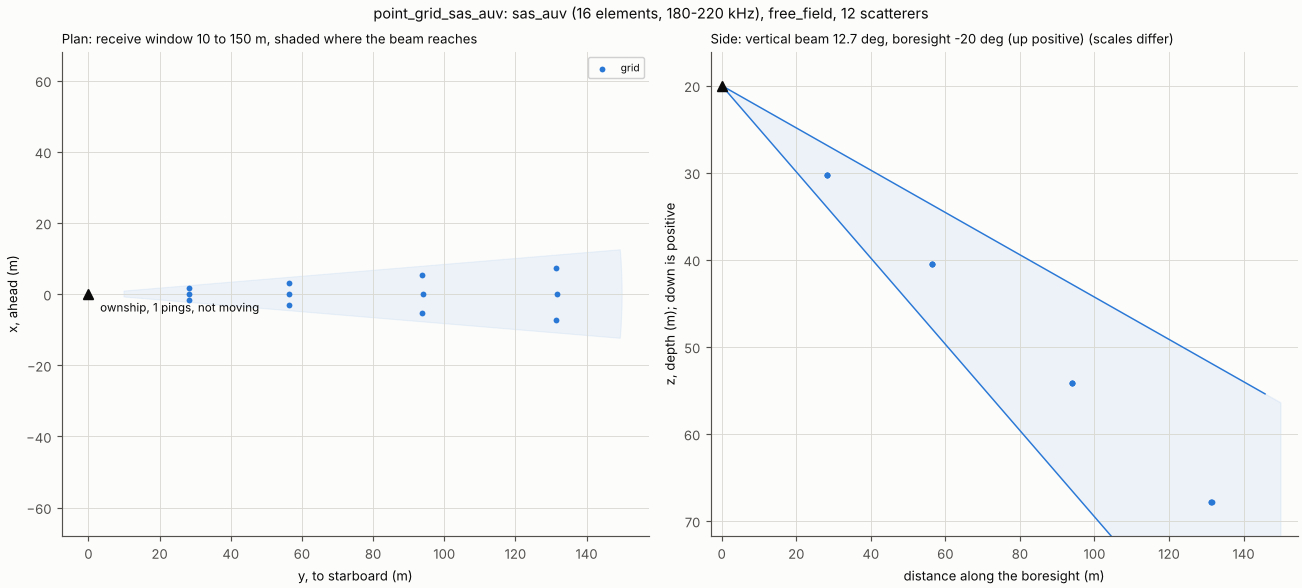 point_grid_sas_auv: sas_auv (16 elements, 180-220 kHz), free_field, 12 scatterers
Plan: receive window 10 to 150 m, shaded where the beam reaches
60
40
20
0
−20
−40
−60
x, ahead (m)
grid
ownship, 1 pings, not moving
0 20 40 60 80 100 120 140
y, to starboard (m)
Side: vertical beam 12.7 deg, boresight -20 deg (up positive) (scales differ)
20
30
40
50
60
70
z, depth (m); down is positive
0 20 40 60 80 100 120 140
distance along the boresight (m)